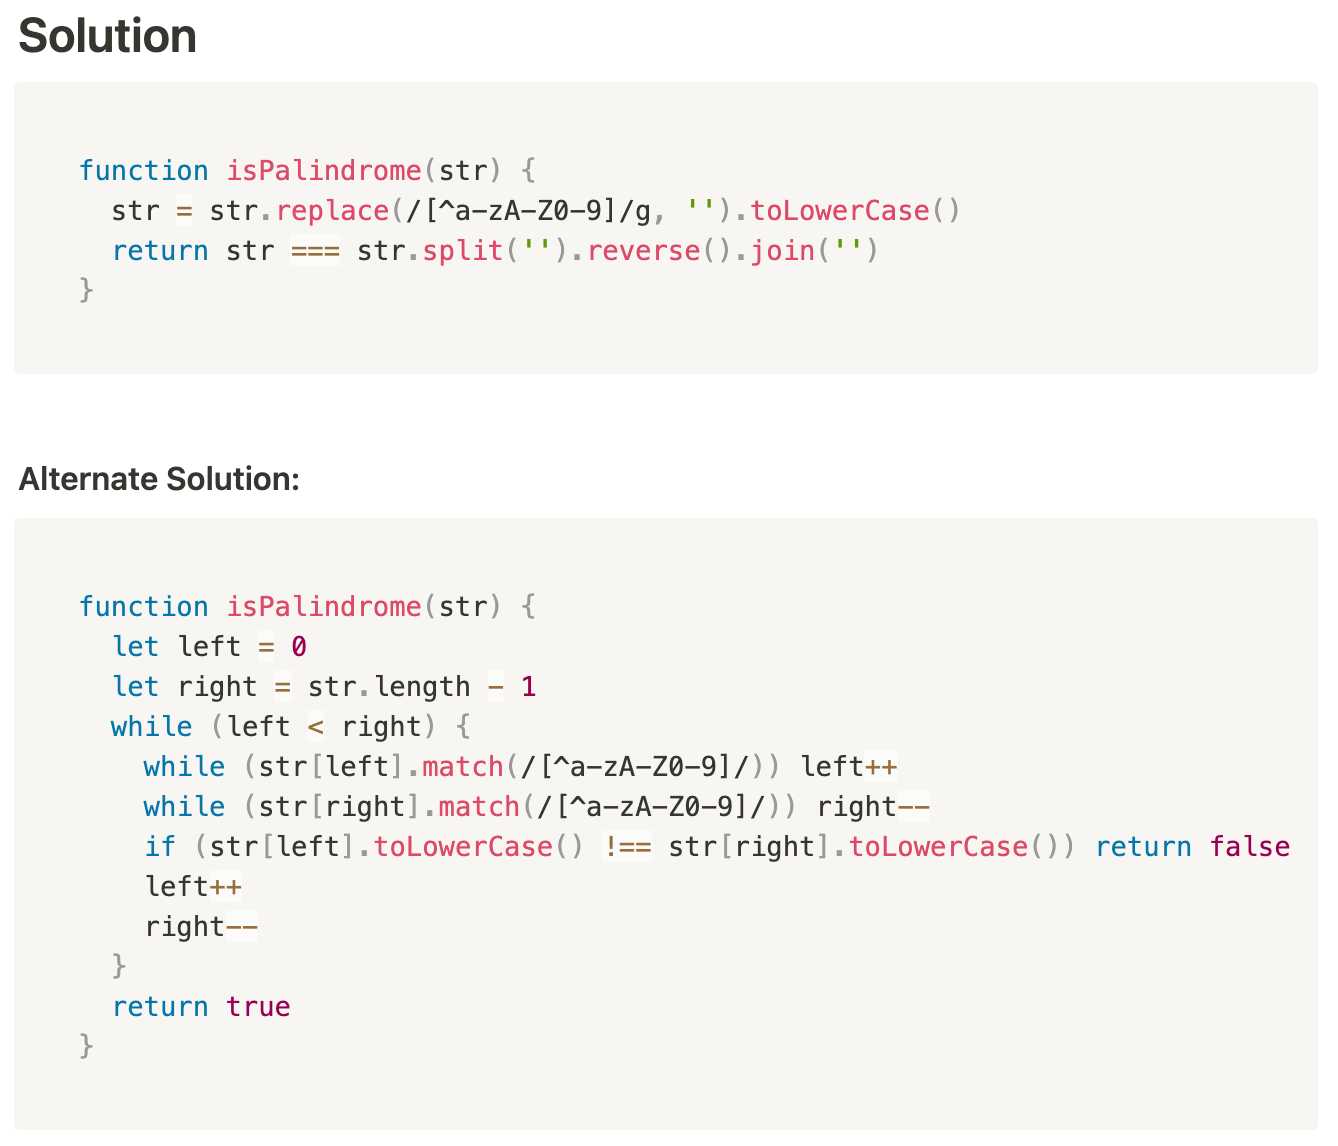 Solution
function isPalindrome(str) {
  str = str.replace(/[^a-zA-Z0-9]/g, '').toLowerCase()
  return str === str.split('').reverse().join('')
}
Alternate Solution:
function isPalindrome(str) {
  let left = 0
  let right = str.length - 1
  while (left < right) {
    while (str[left].match(/[^a-zA-Z0-9]/)) left++
    while (str[right].match(/[^a-zA-Z0-9]/)) right--
    if (str[left].toLowerCase() !== str[right].toLowerCase()) return false
    left++
    right--
  }
  return true
}